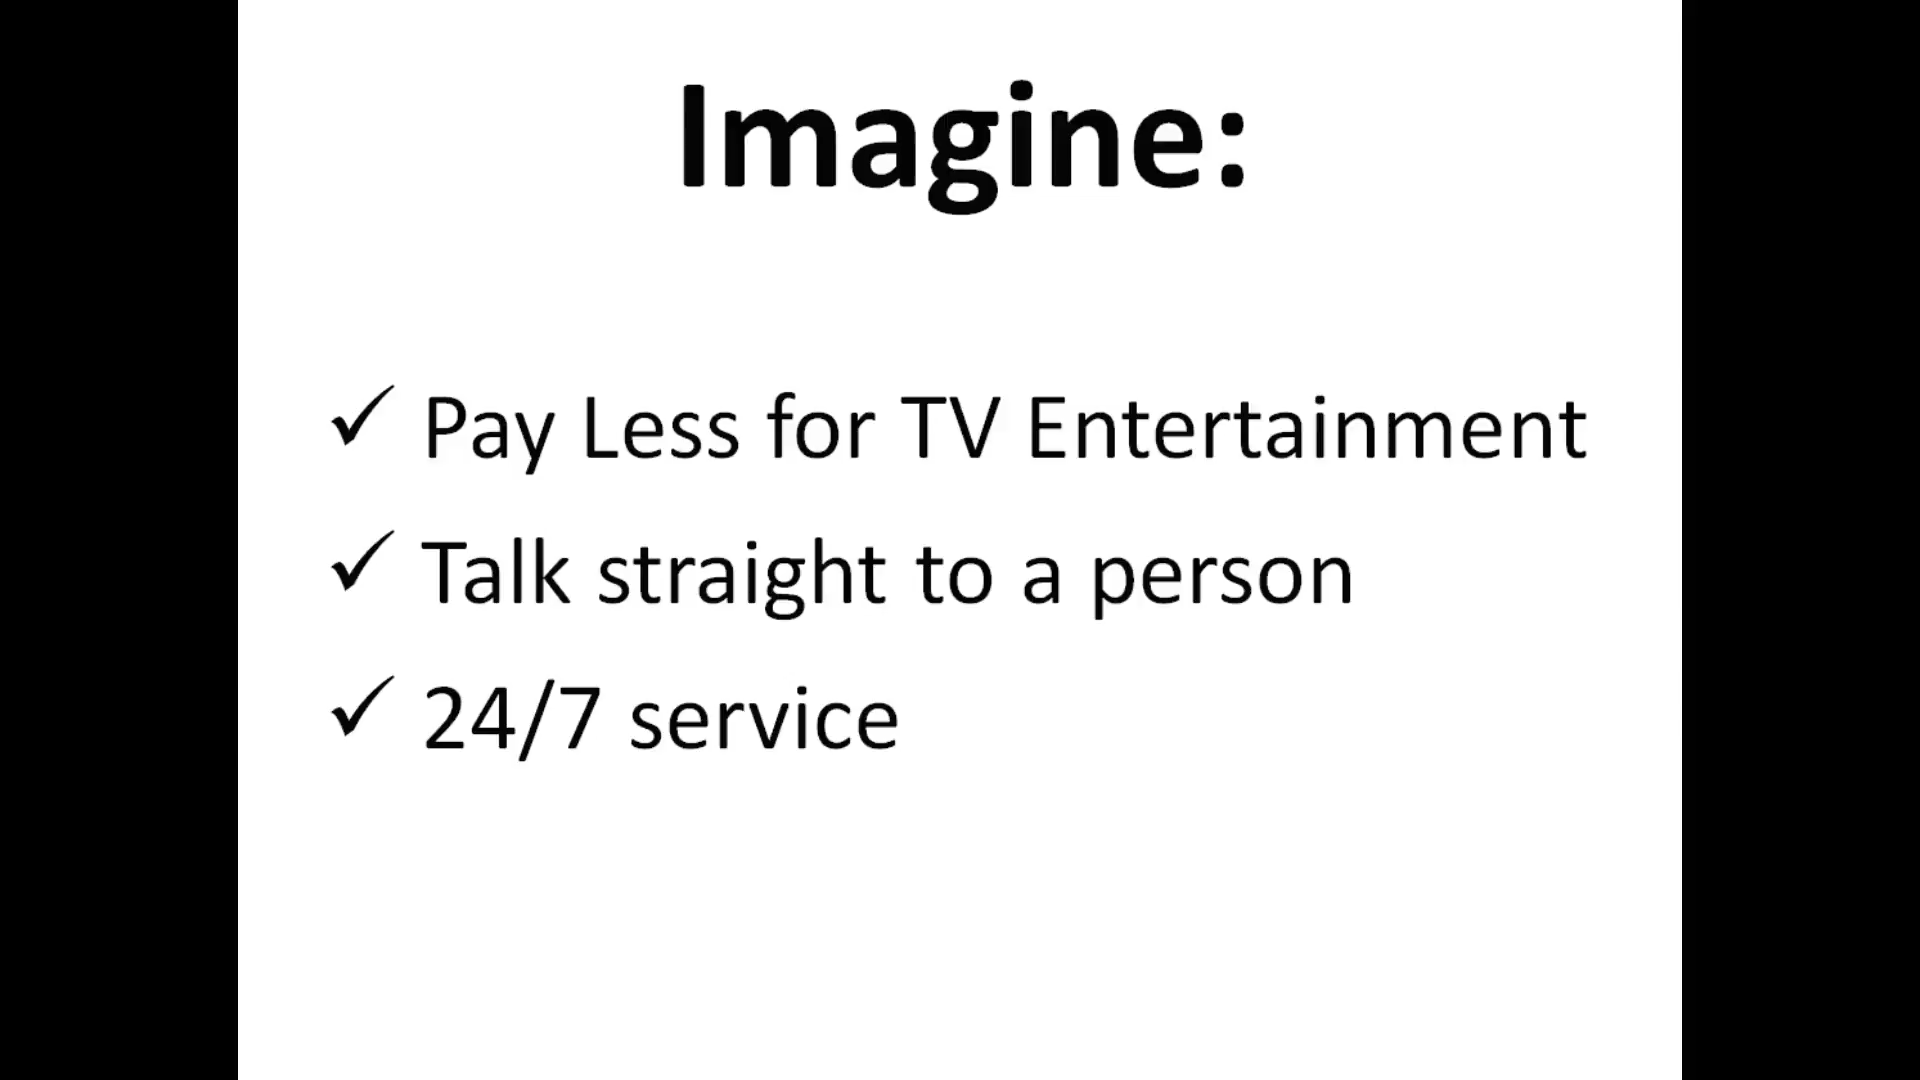 Imagine:
✓ Pay Less for TV Entertainment
✓ Talk straight to a person
✓ 24/7 service